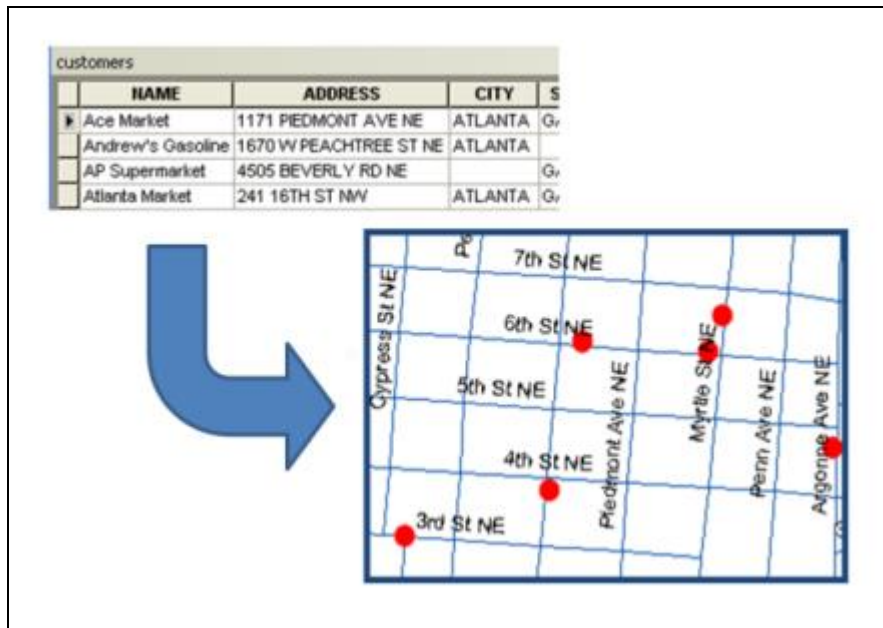 customers
NAME ADDRESS CITY S
Ace Market 1171 PIEDMONT AVE NE ATLANTA GA
Andrew's Gasoline 1670 W PEACHTREE ST NE ATLANTA
AP Supermarket 4505 BEVERLY RD NE GA
Atlanta Market 241 16TH ST NW ATLANTA GA
7th St NE
6th St NE
Cypress St NE
5th St NE
Myrtle St NE
Piedmont Ave NE
Penn Ave NE
Argonne Ave NE
4th St NE
3rd St NE